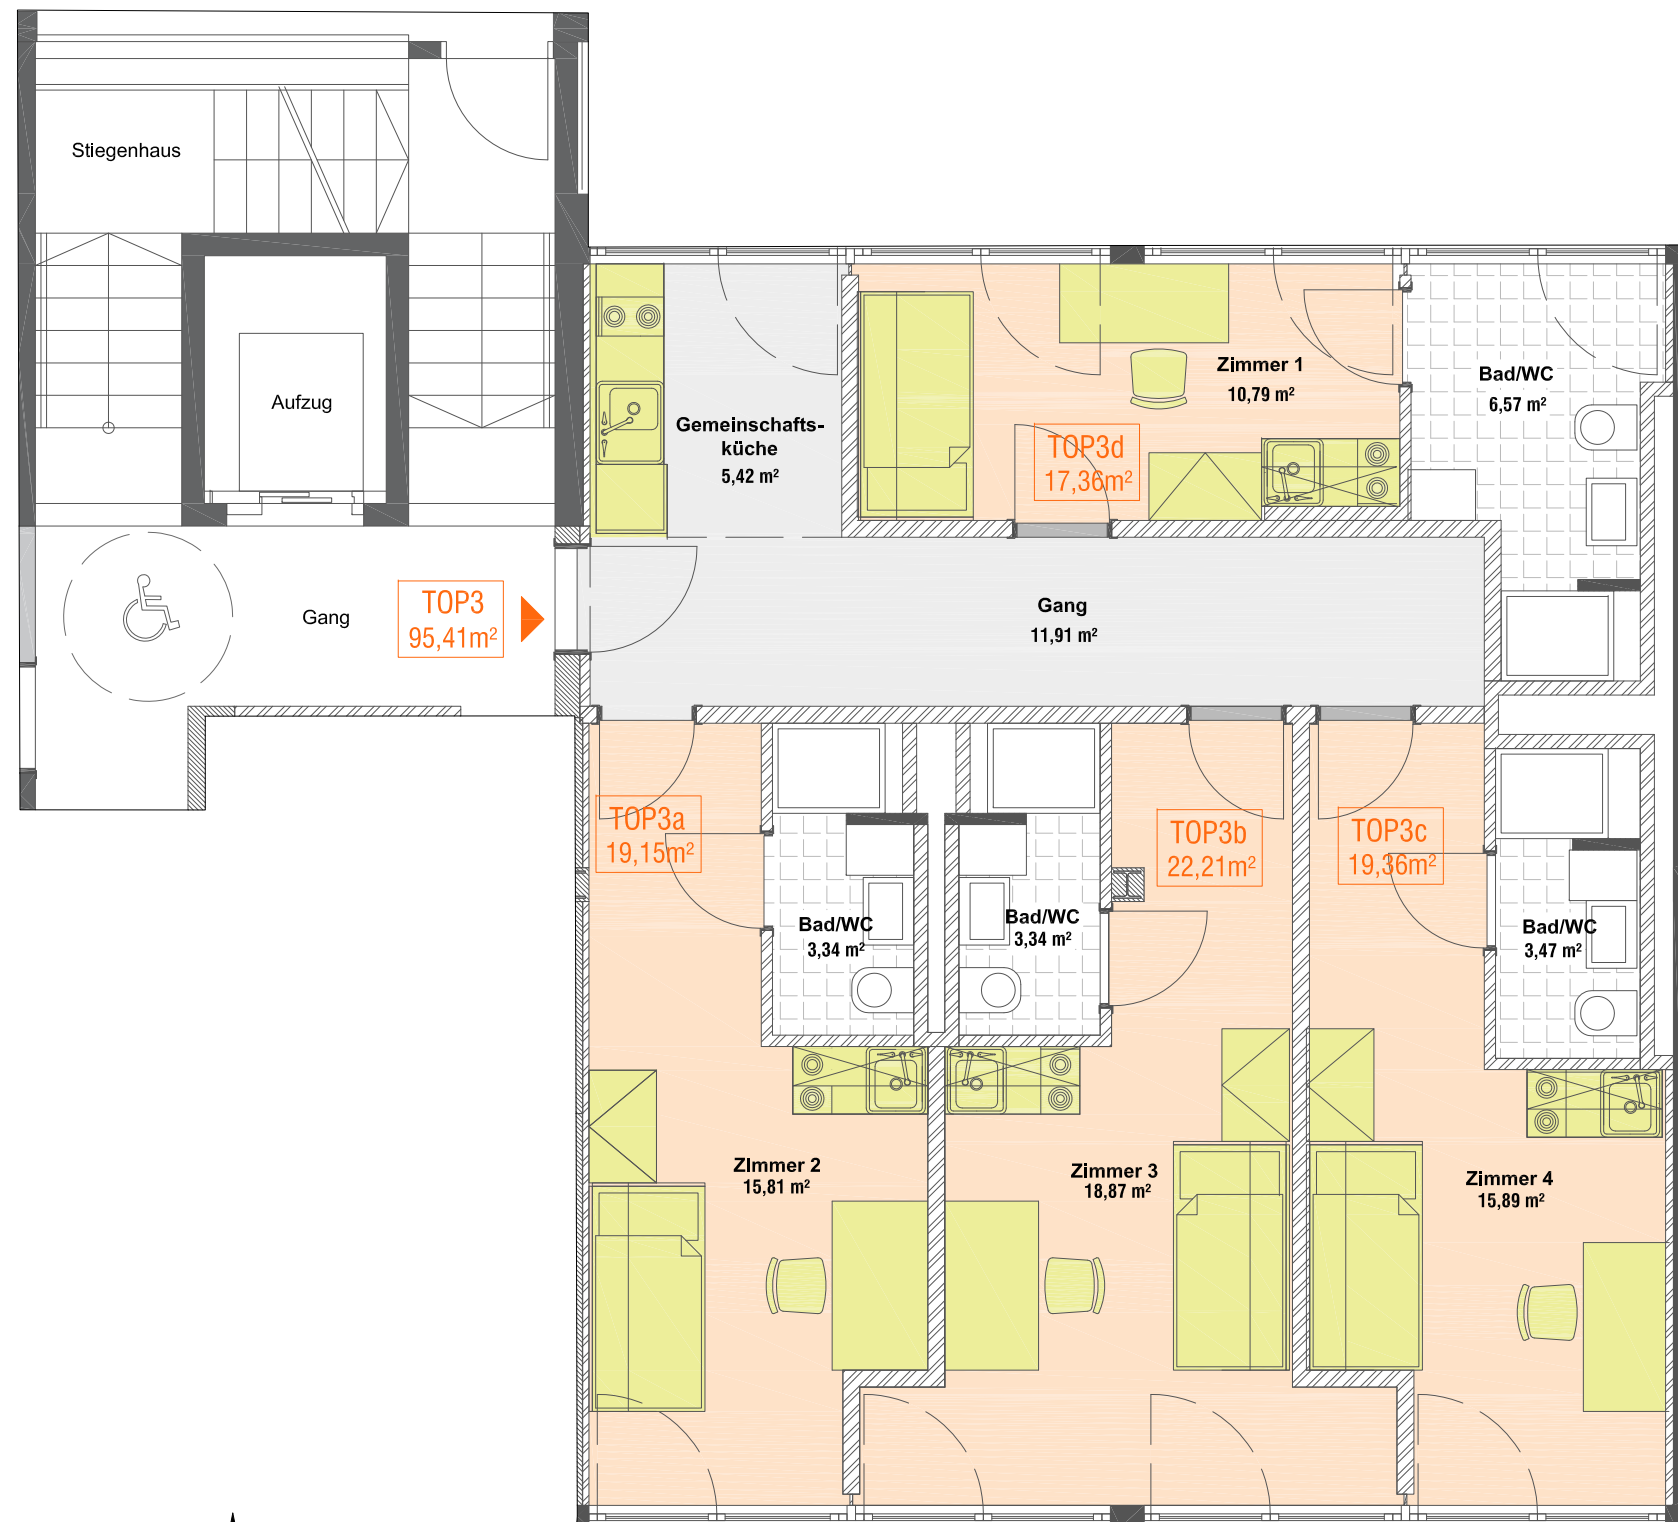 Stiegenhaus
Aufzug
Gang
TOP3
95,41m²
Gemeinschafts-
küche
5,42 m²
Zimmer 1
10,79 m²
TOP3d
17,36m²
Bad/WC
6,57 m²
Gang
11,91 m²
TOP3a
19,15m²
Bad/WC
3,34 m²
Bad/WC
3,34 m²
TOP3b
22,21m²
TOP3c
19,36m²
Bad/WC
3,47 m²
ZImmer 2
15,81 m²
Zimmer 3
18,87 m²
Zimmer 4
15,89 m²